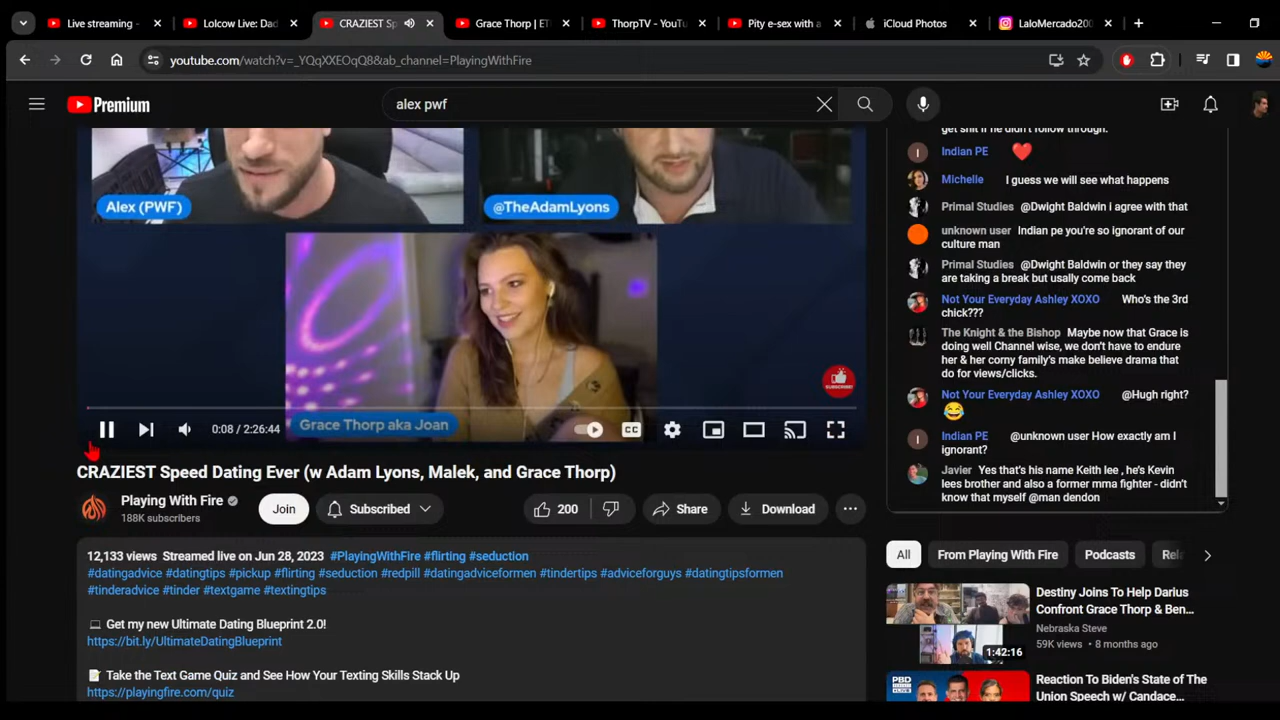 Live streaming -
Lolcow Live: Dad
CRAZIEST Sp
Grace Thorp | ET
ThorpTV - YouTu
Pity e-sex with a
iCloud Photos
LaloMercado200
youtube.com/watch?v=_YQqXXEOqQ8&ab_channel=PlayingWithFire
Premium
alex pwf
Alex (PWF)
@TheAdamLyons
Grace Thorp aka Joan
0:08 / 2:26:44
CC
CRAZIEST Speed Dating Ever (w Adam Lyons, Malek, and Grace Thorp)
Playing With Fire
188K subscribers
Join
Subscribed
200
Share
Download
12,133 views Streamed live on Jun 28, 2023 #PlayingWithFire #flirting #seduction
#datingadvice #datingtips #pickup #flirting #seduction #redpill #datingadviceformen #tindertips #adviceforguys #datingtipsformen
#tinderadvice #tinder #textgame #textingtips
Get my new Ultimate Dating Blueprint 2.0!
https://bit.ly/UltimateDatingBlueprint
Take the Text Game Quiz and See How Your Texting Skills Stack Up
https://playingfire.com/quiz
get shit if he didn't follow through.
I Indian PE
Michelle I guess we will see what happens
Primal Studies @Dwight Baldwin i agree with that
unknown user Indian pe you're so ignorant of our
culture man
Primal Studies @Dwight Baldwin or they say they
are taking a break but usally come back
Not Your Everyday Ashley XOXO Who's the 3rd
chick???
The Knight & the Bishop Maybe now that Grace is
doing well Channel wise, we don't have to endure
her & her corny family's make believe drama that
do for views/clicks.
Not Your Everyday Ashley XOXO @Hugh right?
I Indian PE @unknown user How exactly am I
ignorant?
Javier Yes that's his name Keith lee , he's Kevin
lees brother and also a former mma fighter - didn't
know that myself @man dendon
All
From Playing With Fire
Podcasts
Rela
Destiny Joins To Help Darius
Confront Grace Thorp & Ben...
Nebraska Steve
59K views • 8 months ago
1:42:16
Reaction To Biden's State of The
Union Speech w/ Candace...
PBD